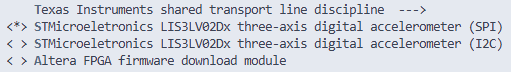 Texas Instruments shared transport line discipline  --->
<*> STMicroeletronics LIS3LV02Dx three-axis digital accelerometer (SPI)
< > STMicroeletronics LIS3LV02Dx three-axis digital accelerometer (I2C)
< > Altera FPGA firmware download module